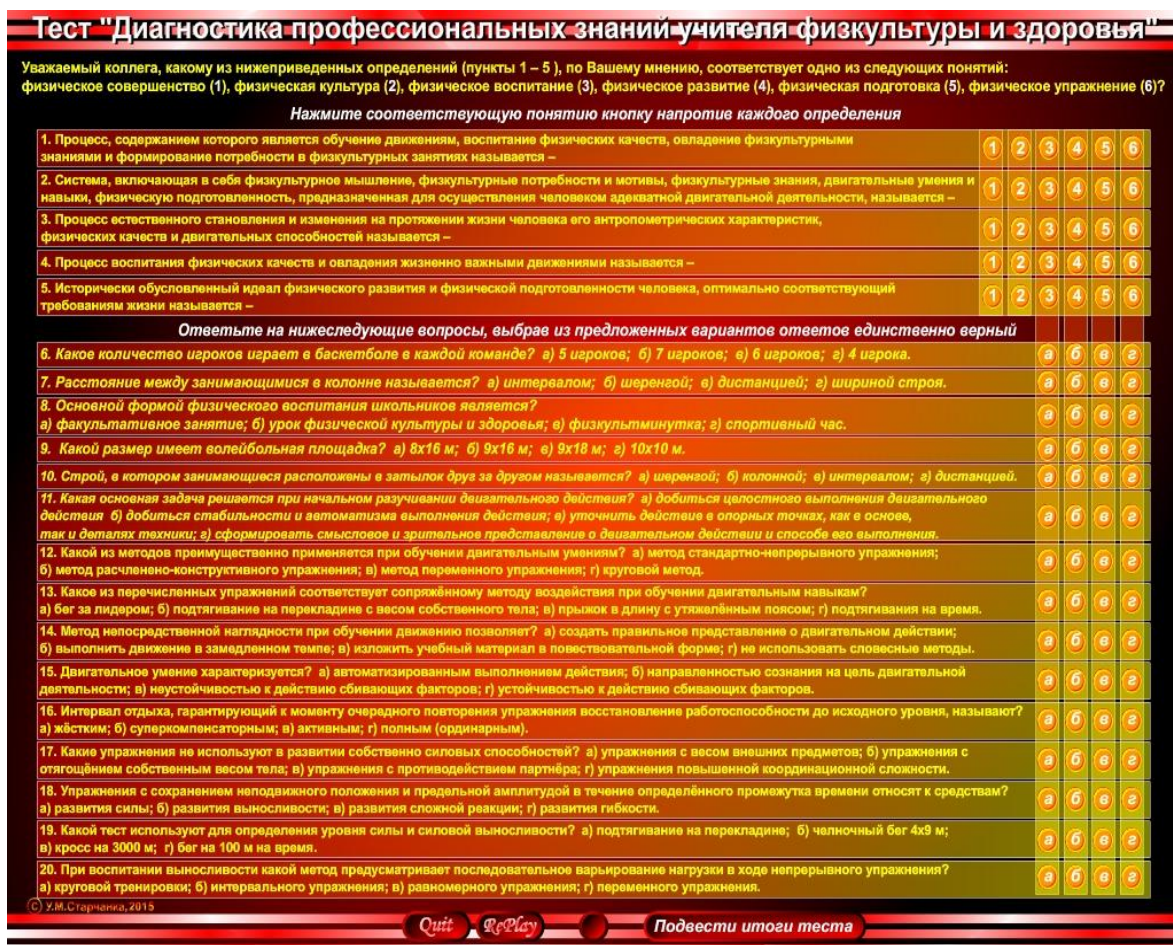 Тест "Диагностика профессиональных знаний учителя физкультуры и здоровья"
Уважаемый коллега, какому из нижеприведенных определений (пункты 1 – 5 ), по Вашему мнению, соответствует одно из следующих понятий:
физическое совершенство (1), физическая культура (2), физическое воспитание (3), физическое развитие (4), физическая подготовка (5), физическое упражнение (6)?
Нажмите соответствующую понятию кнопку напротив каждого определения
1. Процесс, содержанием которого является обучение движениям, воспитание физических качеств, овладение физкультурными
знаниями и формирование потребности в физкультурных занятиях называется –
1 2 3 4 5 6
2. Система, включающая в себя физкультурное мышление, физкультурные потребности и мотивы, физкультурные знания, двигательные умения и
навыки, физическую подготовленность, предназначенная для осуществления человеком адекватной двигательной деятельности, называется –
1 2 3 4 5 6
3. Процесс естественного становления и изменения на протяжении жизни человека его антропометрических характеристик,
физических качеств и двигательных способностей называется –
1 2 3 4 5 6
4. Процесс воспитания физических качеств и овладения жизненно важными движениями называется –
1 2 3 4 5 6
5. Исторически обусловленный идеал физического развития и физической подготовленности человека, оптимально соответствующий
требованиям жизни называется –
1 2 3 4 5 6
Ответьте на нижеследующие вопросы, выбрав из предложенных вариантов ответов единственно верный
6. Какое количество игроков играет в баскетболе в каждой команде? а) 5 игроков; б) 7 игроков; в) 6 игроков; г) 4 игрока.
а б в г
7. Расстояние между занимающимися в колонне называется? а) интервалом; б) шеренгой; в) дистанцией; г) шириной строя.
а б в г
8. Основной формой физического воспитания школьников является?
а) факультативное занятие; б) урок физической культуры и здоровья; в) физкультминутка; г) спортивный час.
а б в г
9. Какой размер имеет волейбольная площадка? а) 8х16 м; б) 9х16 м; в) 9х18 м; г) 10х10 м.
а б в г
10. Строй, в котором занимающиеся расположены в затылок друг за другом называется? а) шеренгой; б) колонной; в) интервалом; г) дистанцией.
а б в г
11. Какая основная задача решается при начальном разучивании двигательного действия? а) добиться целостного выполнения двигательного
действия б) добиться стабильности и автоматизма выполнения действия; в) уточнить действие в опорных точках, как в основе,
так и деталях техники; г) сформировать смысловое и зрительное представление о двигательном действии и способе его выполнения.
а б в г
12. Какой из методов преимущественно применяется при обучении двигательным умениям? а) метод стандартно-непрерывного упражнения;
б) метод расчленено-конструктивного упражнения; в) метод переменного упражнения; г) круговой метод.
а б в г
13. Какое из перечисленных упражнений соответствует сопряжённому методу воздействия при обучении двигательным навыкам?
а) бег за лидером; б) подтягивание на перекладине с весом собственного тела; в) прыжок в длину с утяжелённым поясом; г) подтягивания на время.
а б в г
14. Метод непосредственной наглядности при обучении движению позволяет? а) создать правильное представление о двигательном действии;
б) выполнить движение в замедленном темпе; в) изложить учебный материал в повествовательной форме; г) не использовать словесные методы.
а б в г
15. Двигательное умение характеризуется? а) автоматизированным выполнением действия; б) направленностью сознания на цель двигательной
деятельности; в) неустойчивостью к действию сбивающих факторов; г) устойчивостью к действию сбивающих факторов.
а б в г
16. Интервал отдыха, гарантирующий к моменту очередного повторения упражнения восстановление работоспособности до исходного уровня, называют?
а) жёстким; б) суперкомпенсаторным; в) активным; г) полным (ординарным).
а б в г
17. Какие упражнения не используют в развитии собственно силовых способностей? а) упражнения с весом внешних предметов; б) упражнения с
отягощёнием собственным весом тела; в) упражнения с противодействием партнёра; г) упражнения повышенной координационной сложности.
а б в г
18. Упражнения с сохранением неподвижного положения и предельной амплитудой в течение определённого промежутка времени относят к средствам?
а) развития силы; б) развития выносливости; в) развития сложной реакции; г) развития гибкости.
а б в г
19. Какой тест используют для определения уровня силы и силовой выносливости? а) подтягивание на перекладине; б) челночный бег 4х9 м;
в) кросс на 3000 м; г) бег на 100 м на время.
а б в г
20. При воспитании выносливости какой метод предусматривает последовательное варьирование нагрузки в ходе непрерывного упражнения?
а) круговой тренировки; б) интервального упражнения; в) равномерного упражнения; г) переменного упражнения.
а б в г
© У.М.Старчанка, 2015
Quit RePlay Подвести итоги теста